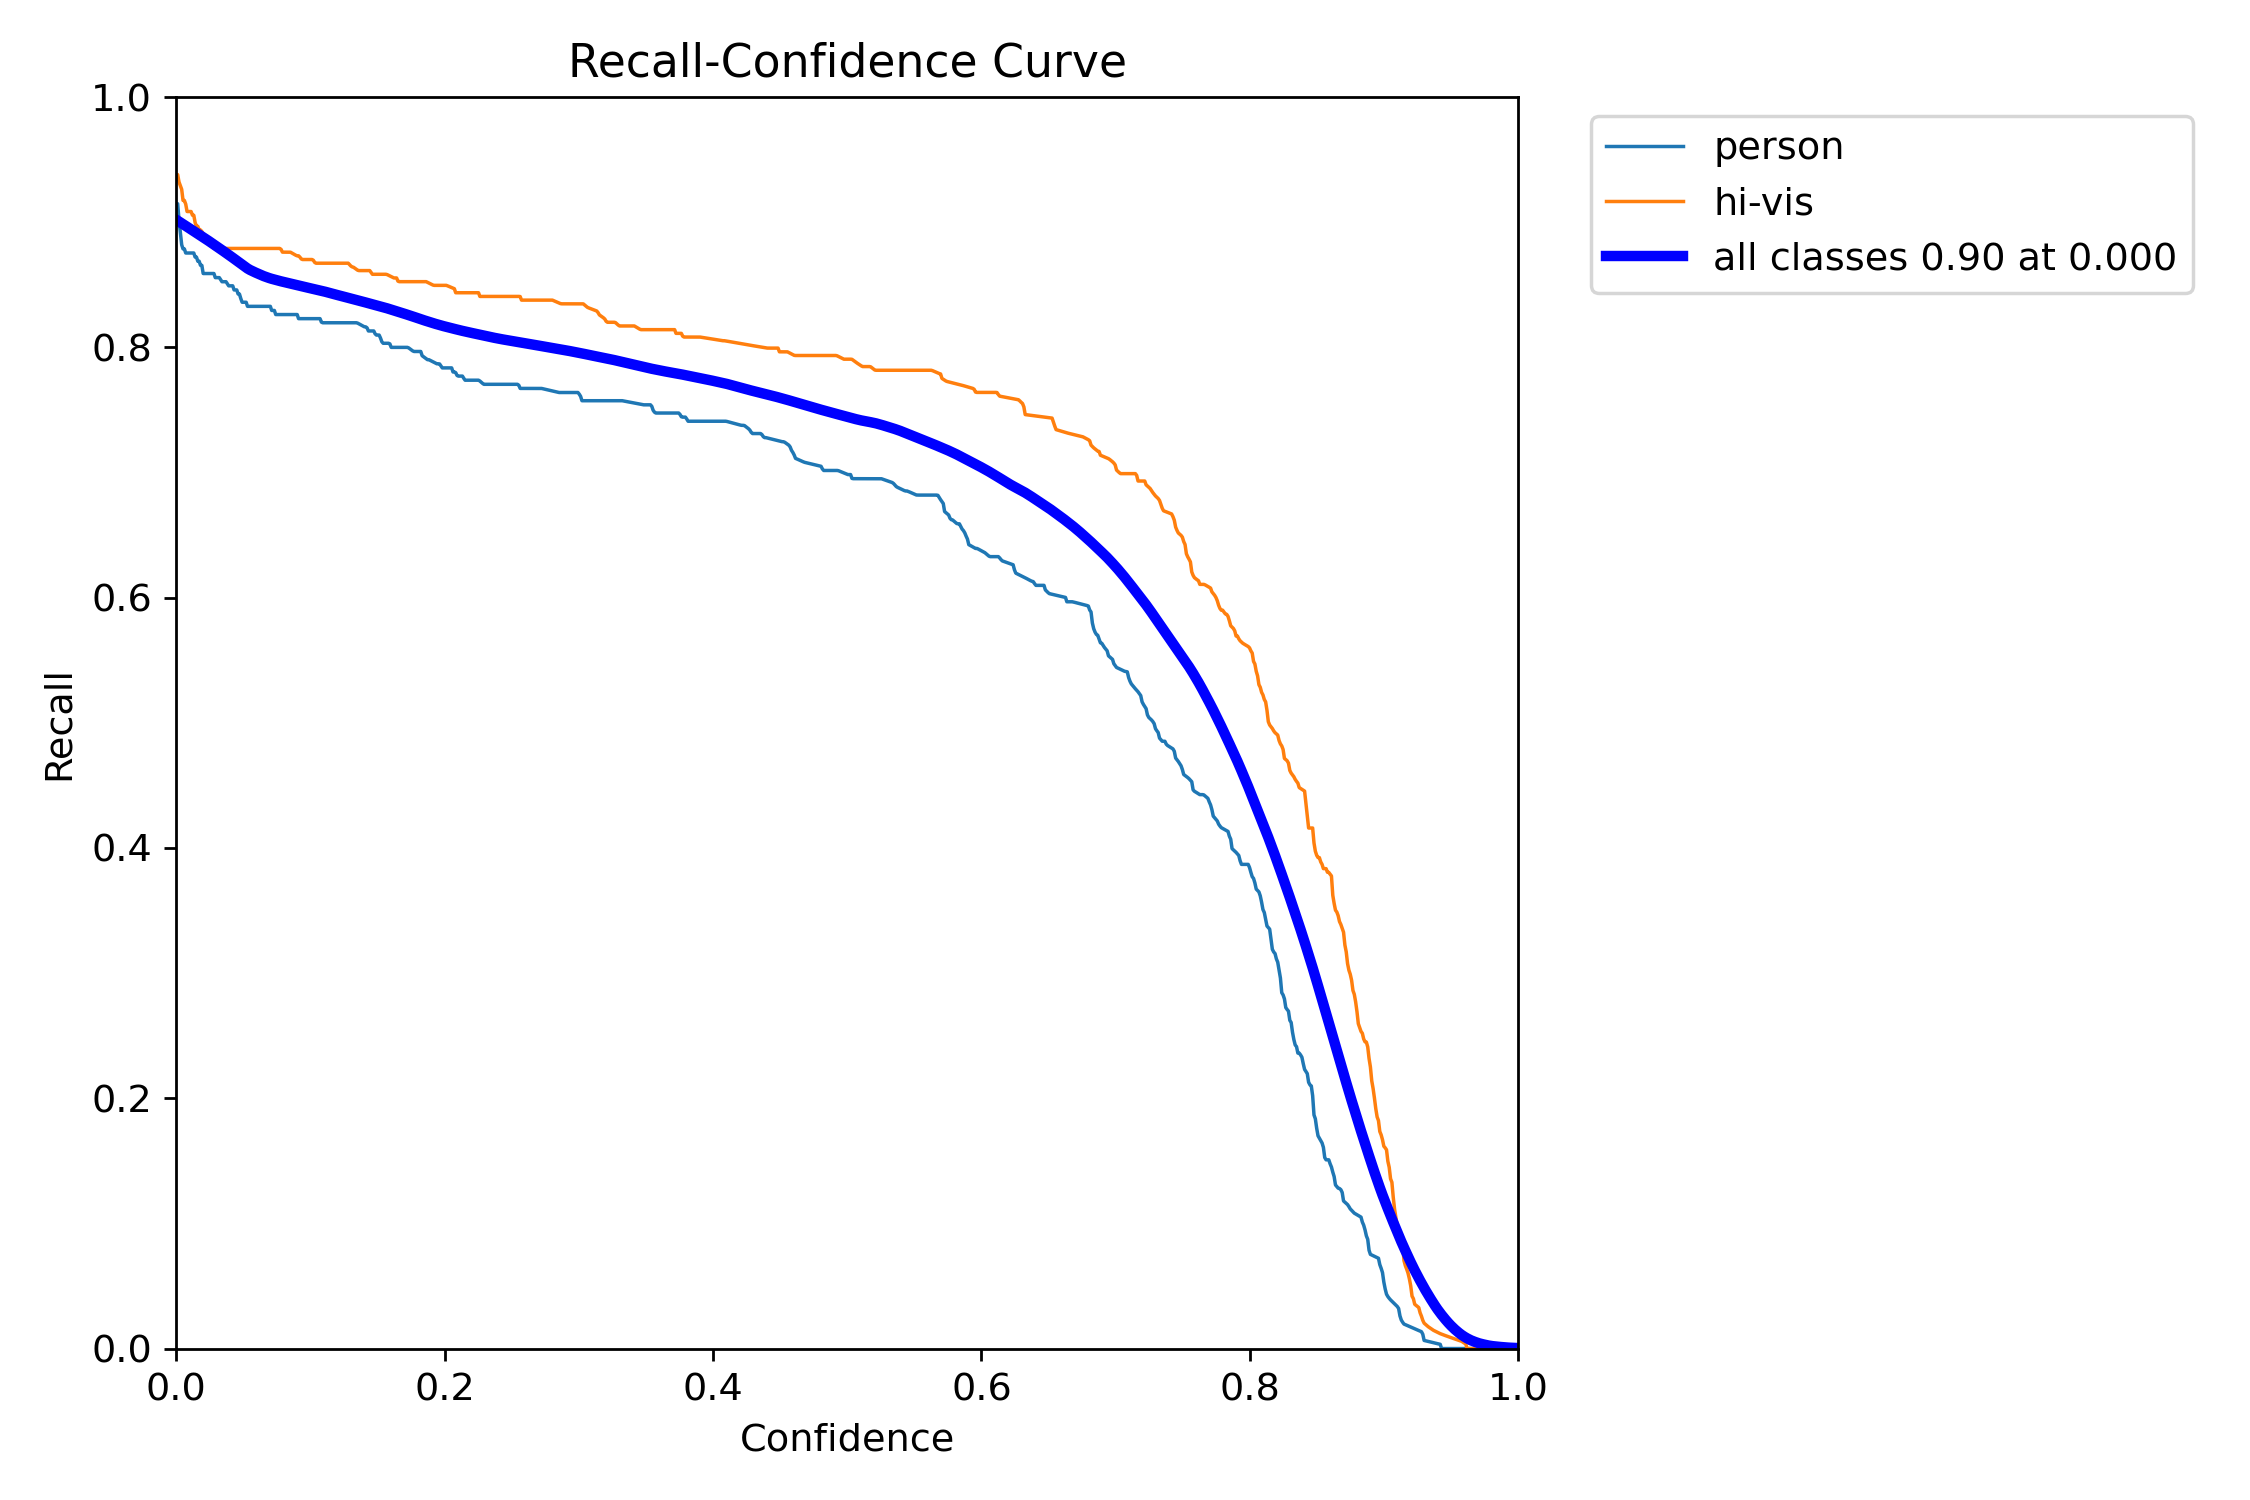 Recall-Confidence Curve
1.0
0.8
0.6
0.4
0.2
0.0
Recall
0.0 0.2 0.4 0.6 0.8 1.0
Confidence
person
hi-vis
all classes 0.90 at 0.000